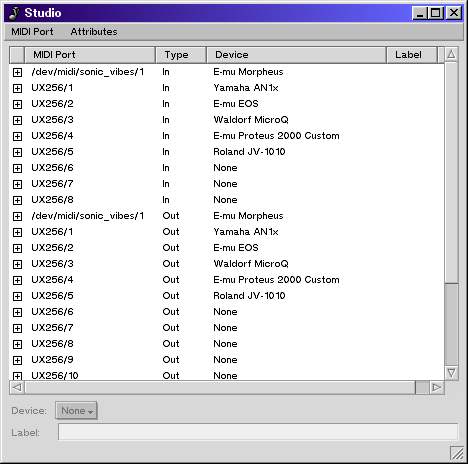 Studio
MIDI Port Attributes
MIDI Port Type Device Label
/dev/midi/sonic_vibes/1 In E-mu Morpheus
UX256/1 In Yamaha AN1x
UX256/2 In E-mu EOS
UX256/3 In Waldorf MicroQ
UX256/4 In E-mu Proteus 2000 Custom
UX256/5 In Roland JV-1010
UX256/6 In None
UX256/7 In None
UX256/8 In None
/dev/midi/sonic_vibes/1 Out E-mu Morpheus
UX256/1 Out Yamaha AN1x
UX256/2 Out E-mu EOS
UX256/3 Out Waldorf MicroQ
UX256/4 Out E-mu Proteus 2000 Custom
UX256/5 Out Roland JV-1010
UX256/6 Out None
UX256/7 Out None
UX256/8 Out None
UX256/9 Out None
UX256/10 Out None
Device: None
Label: